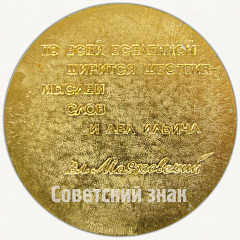 ПО ВСЕЙ ВСЕЛЕННОЙ
ШИРИТСЯ ШЕСТВИЕ-
МЫСЛЕЙ
СЛОВ
И ДЕЛ ИЛЬИЧА
Вл. Маяковский
Советский знак